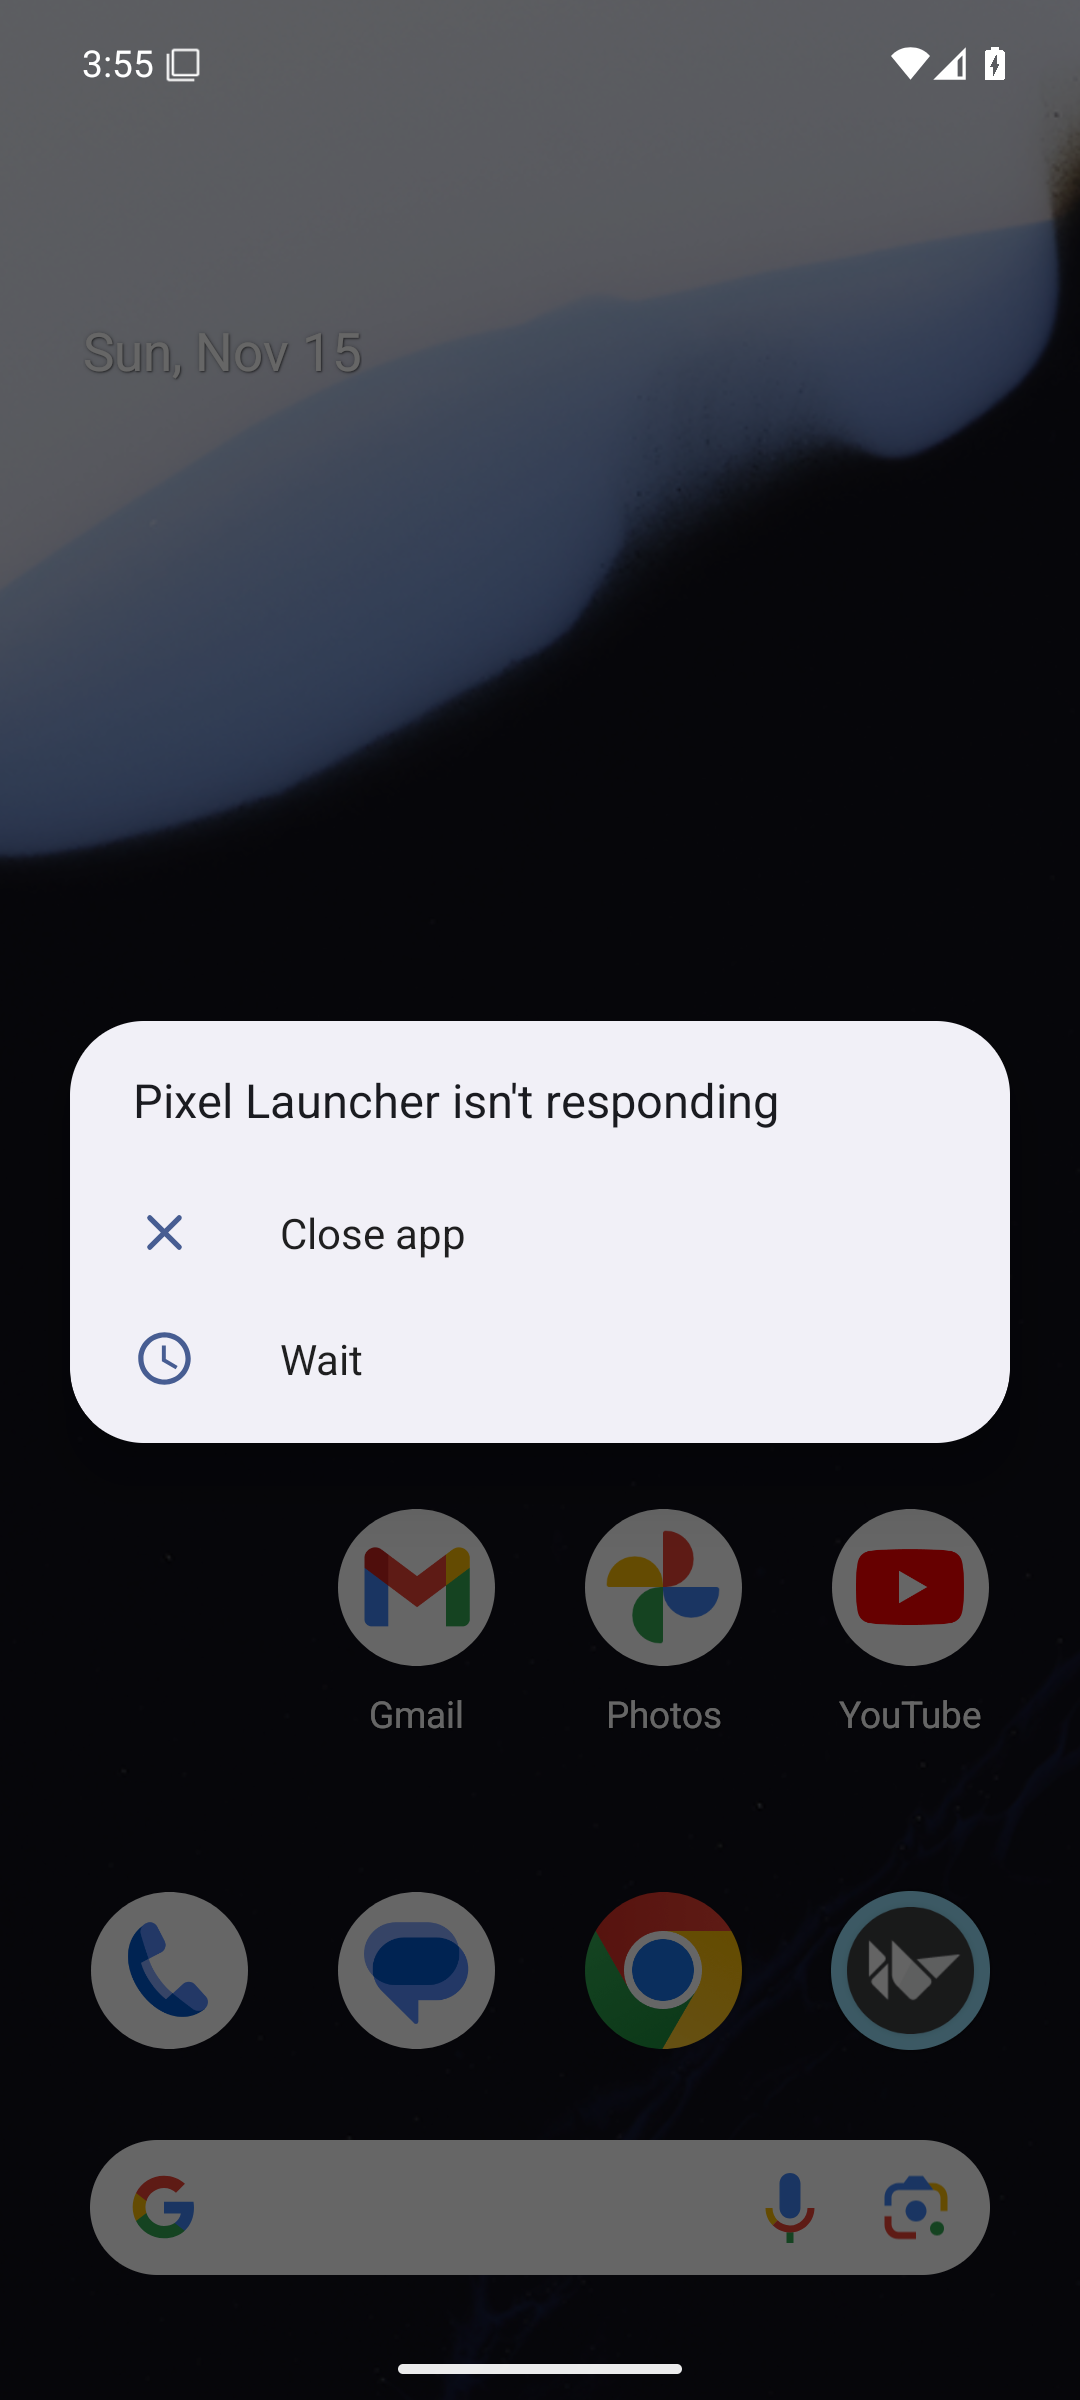 3:55
Sun, Nov 15
Pixel Launcher isn't responding
Close app
Wait
Gmail
Photos
YouTube